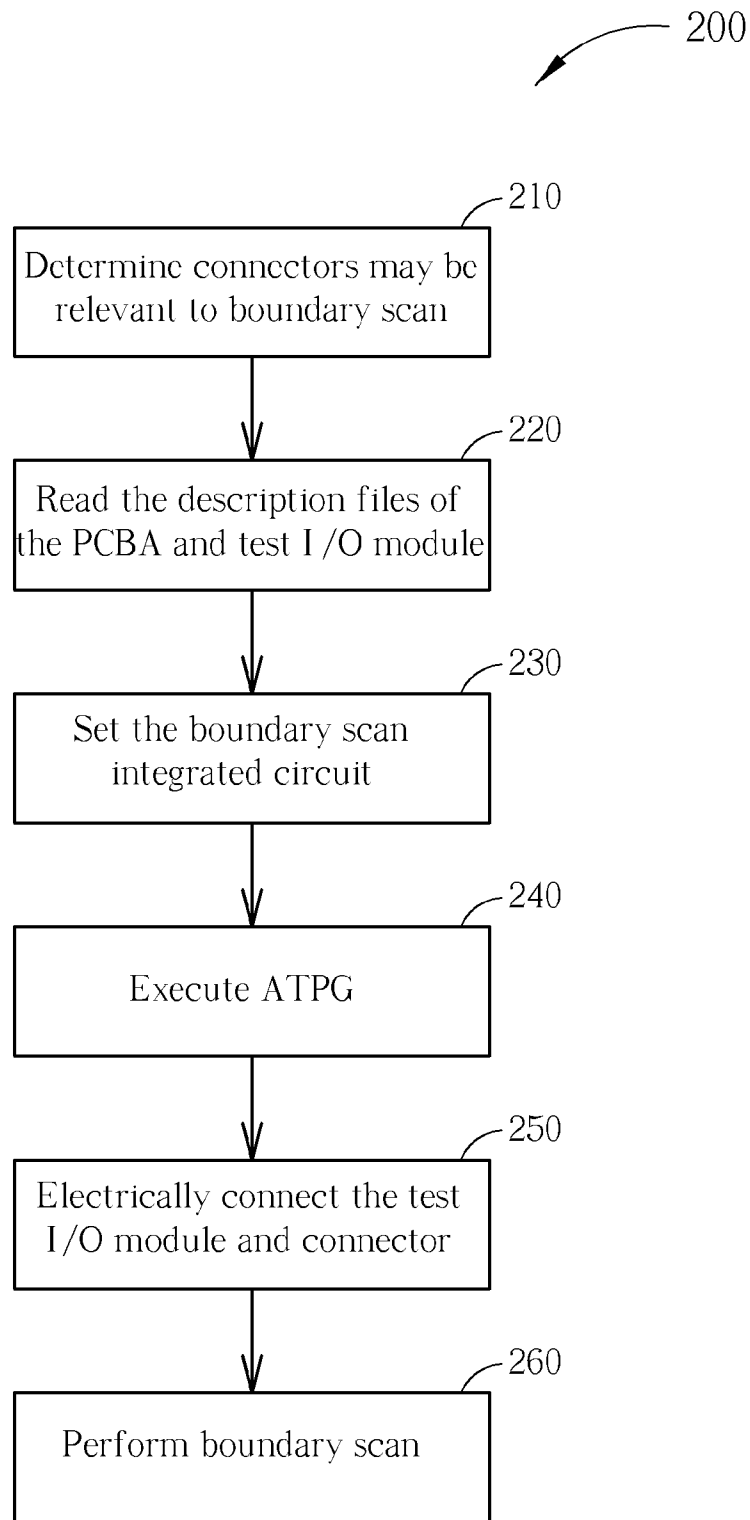 200
210
Determine connectors may be
relevant to boundary scan
220
Read the description files of
the PCBA and test I/O module
230
Set the boundary scan
integrated circuit
240
Execute ATPG
250
Electrically connect the test
I/O module and connector
260
Perform boundary scan